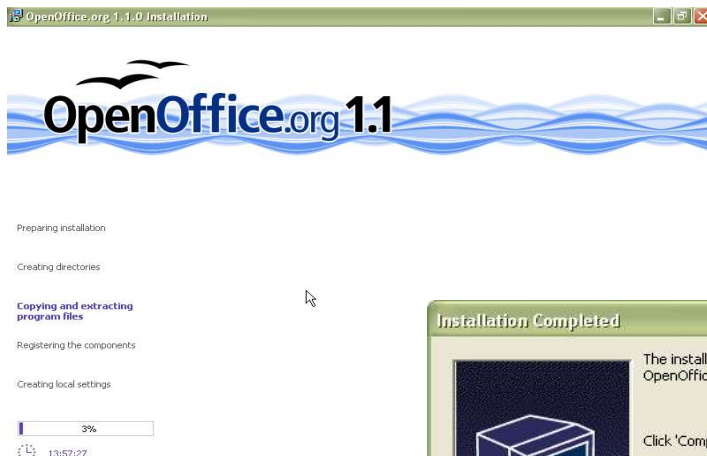 OpenOffice.org 1.1.0 Installation
OpenOffice.org 1.1
Preparing installation
Creating directories
Copying and extracting
program files
Registering the components
Creating local settings
3%
13:57:27
Installation Completed
The install
OpenOffic
Click 'Comp